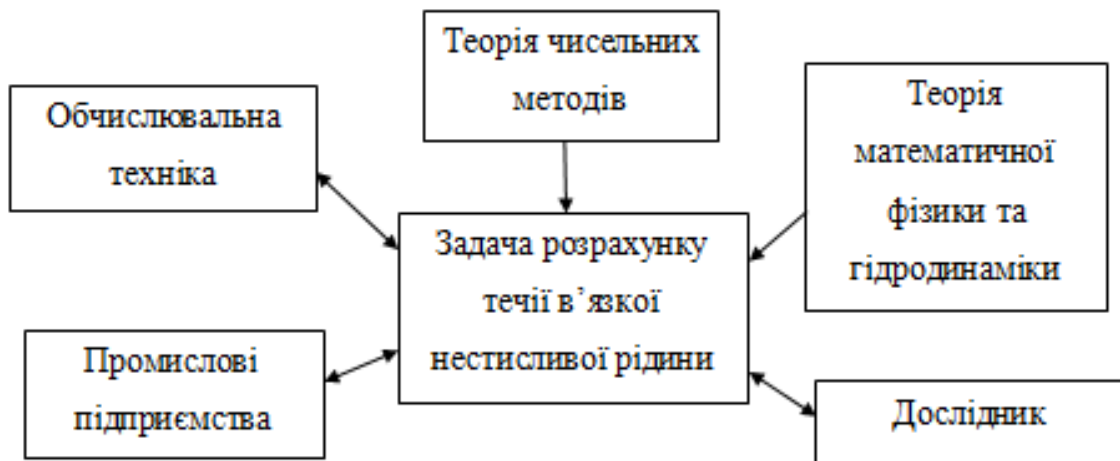 Теорія чисельних
методів
Обчислювальна
техніка
Теорія
математичної
фізики та
гідродинаміки
Задача розрахунку
течії в’язкої
нестисливої рідини
Промислові
підприємства
Дослідник